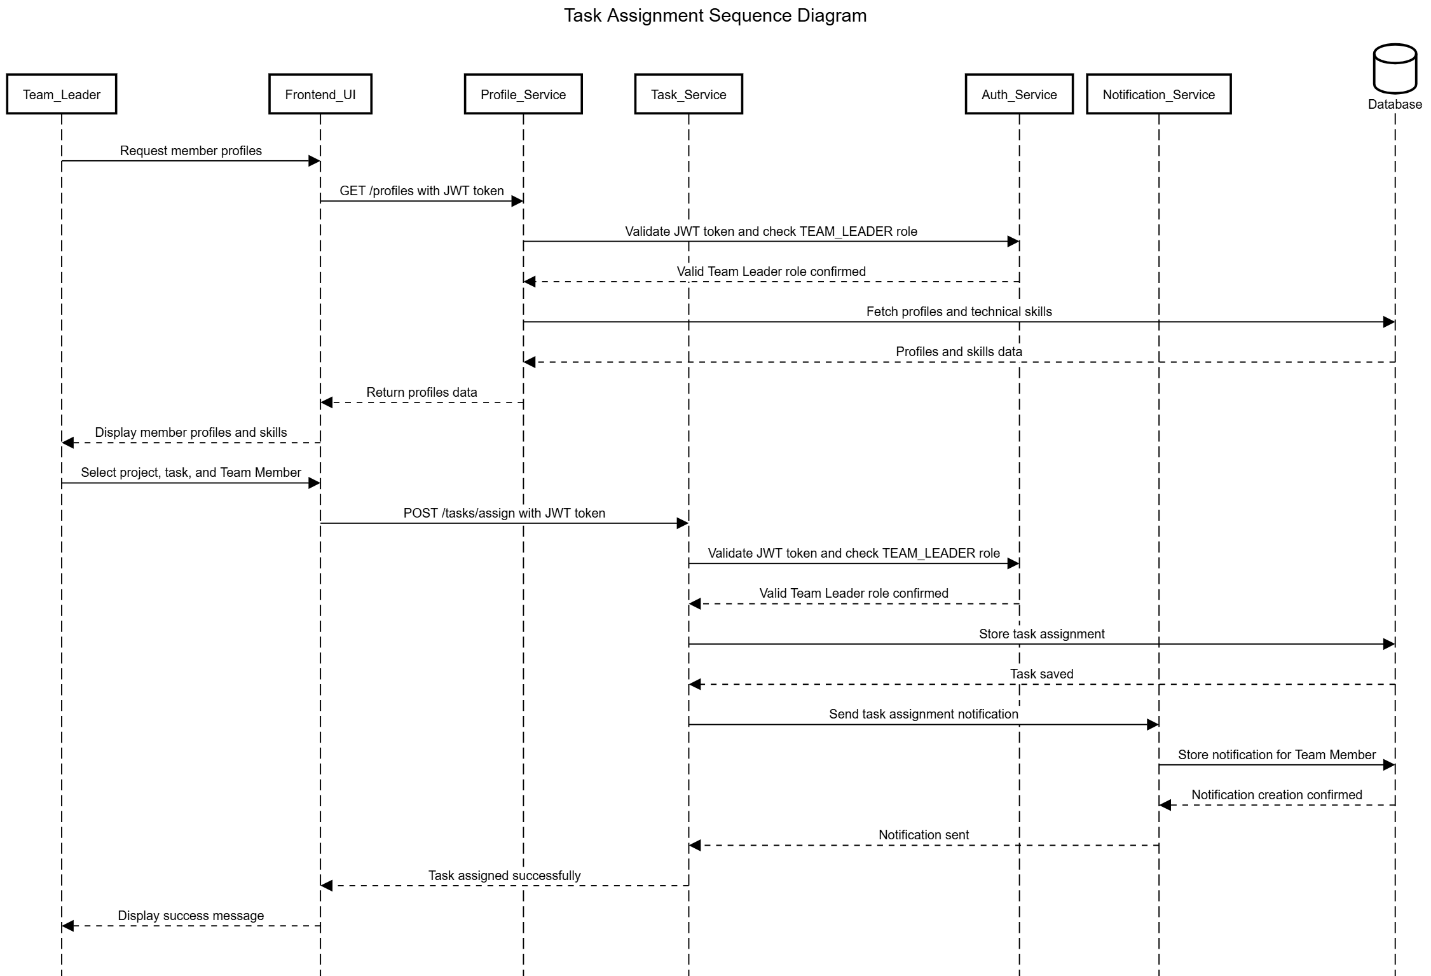 Task Assignment Sequence Diagram
Team_Leader
Frontend_UI
Profile_Service
Task_Service
Auth_Service
Notification_Service
Database
Request member profiles
GET /profiles with JWT token
Validate JWT token and check TEAM_LEADER role
Valid Team Leader role confirmed
Fetch profiles and technical skills
Profiles and skills data
Return profiles data
Display member profiles and skills
Select project, task, and Team Member
POST /tasks/assign with JWT token
Validate JWT token and check TEAM_LEADER role
Valid Team Leader role confirmed
Store task assignment
Task saved
Send task assignment notification
Store notification for Team Member
Notification creation confirmed
Notification sent
Task assigned successfully
Display success message